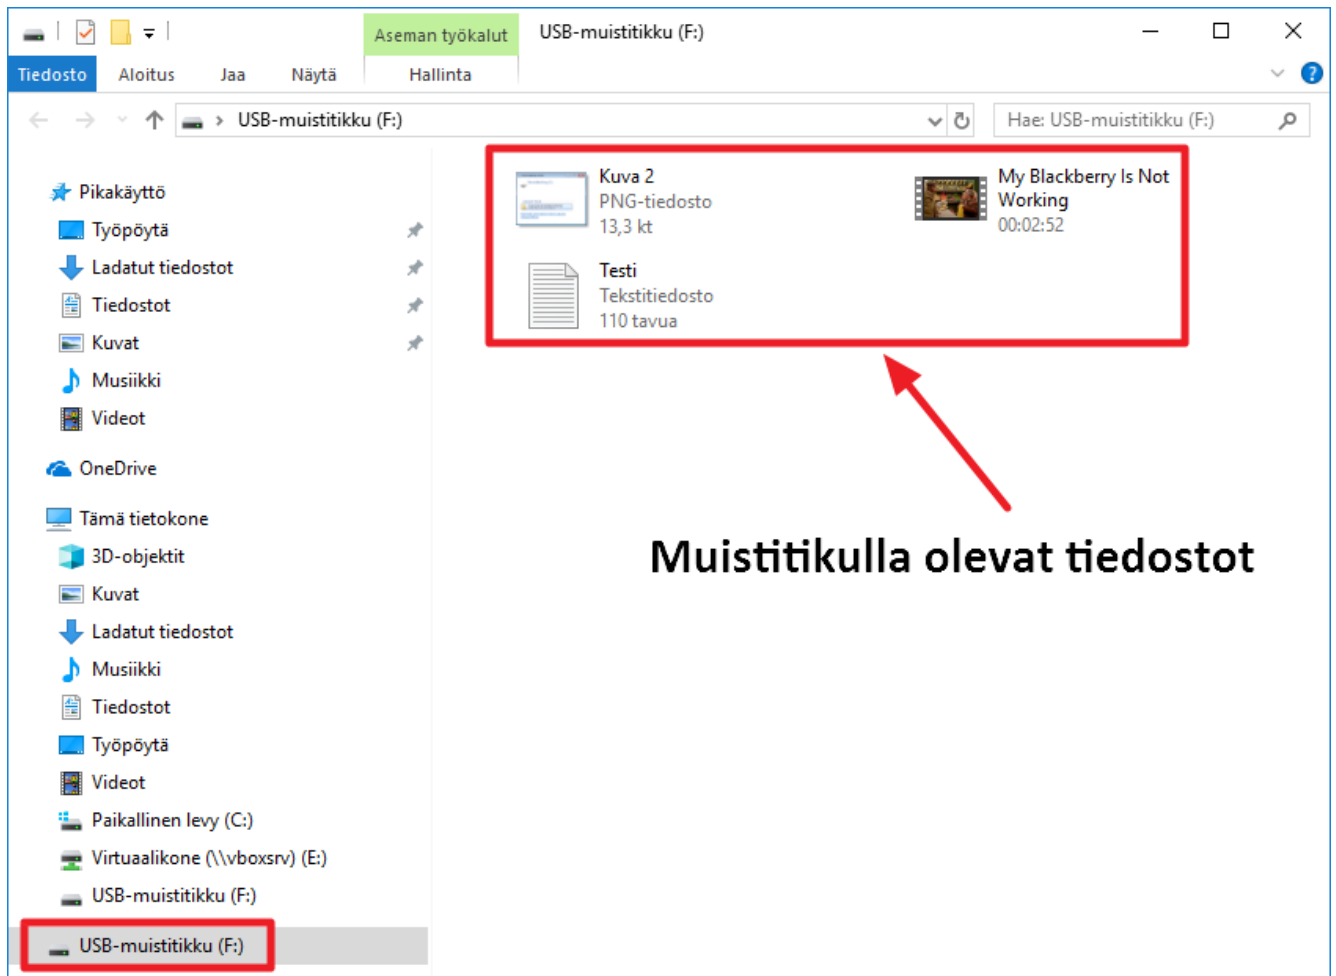 Aseman työkalut
USB-muistitikku (F:)
Tiedosto
Aloitus
Jaa
Näytä
Hallinta
?
USB-muistitikku (F:)
Hae: USB-muistitikku (F:)
Pikakäyttö
Työpöytä
Ladatut tiedostot
Tiedostot
Kuvat
Musiikki
Videot
OneDrive
Tämä tietokone
3D-objektit
Kuvat
Ladatut tiedostot
Musiikki
Tiedostot
Työpöytä
Videot
Paikallinen levy (C:)
Virtuaalikone (\\vboxsrv) (E:)
USB-muistitikku (F:)
USB-muistitikku (F:)
Kuva 2
PNG-tiedosto
13,3 kt
My Blackberry Is Not
Working
00:02:52
Testi
Tekstitiedosto
110 tavua
Muistitikulla olevat tiedostot